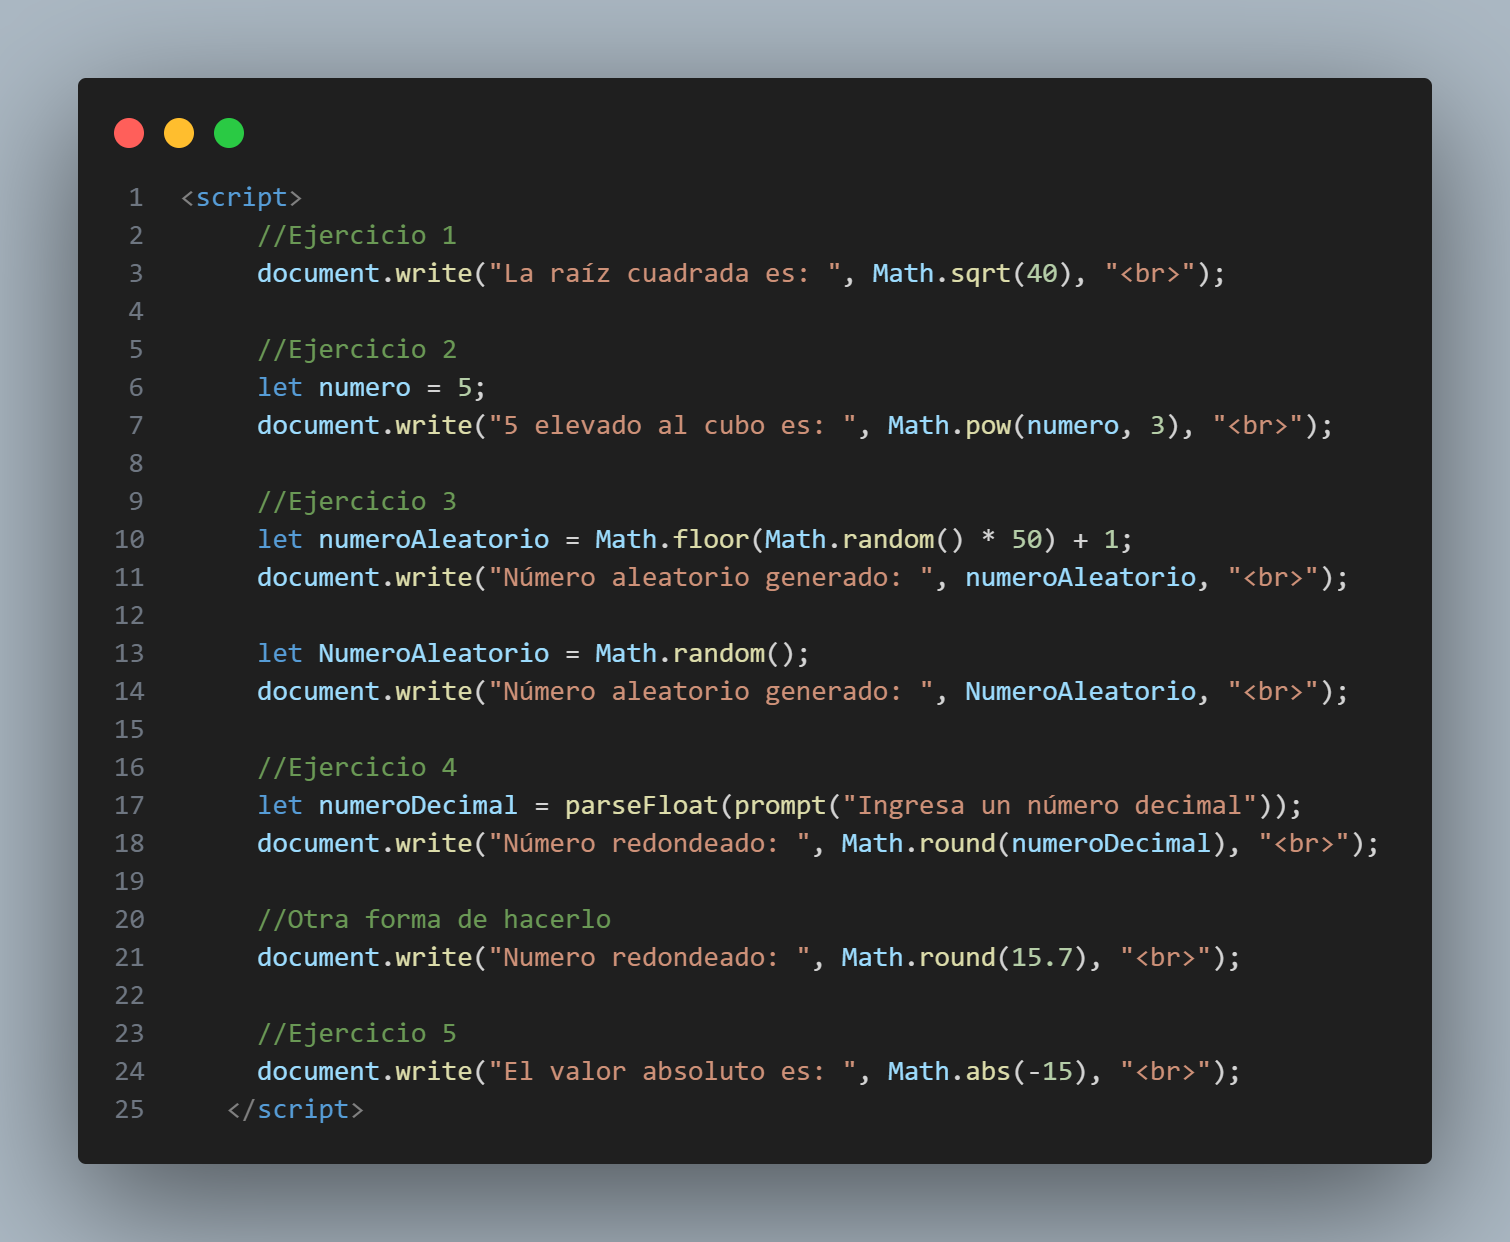 1 <script>
2 //Ejercicio 1
3 document.write("La raíz cuadrada es: ", Math.sqrt(40), "<br>");
4
5 //Ejercicio 2
6 let numero = 5;
7 document.write("5 elevado al cubo es: ", Math.pow(numero, 3), "<br>");
8
9 //Ejercicio 3
10 let numeroAleatorio = Math.floor(Math.random() * 50) + 1;
11 document.write("Número aleatorio generado: ", numeroAleatorio, "<br>");
12
13 let NumeroAleatorio = Math.random();
14 document.write("Número aleatorio generado: ", NumeroAleatorio, "<br>");
15
16 //Ejercicio 4
17 let numeroDecimal = parseFloat(prompt("Ingresa un número decimal"));
18 document.write("Número redondeado: ", Math.round(numeroDecimal), "<br>");
19
20 //Otra forma de hacerlo
21 document.write("Numero redondeado: ", Math.round(15.7), "<br>");
22
23 //Ejercicio 5
24 document.write("El valor absoluto es: ", Math.abs(-15), "<br>");
25 </script>